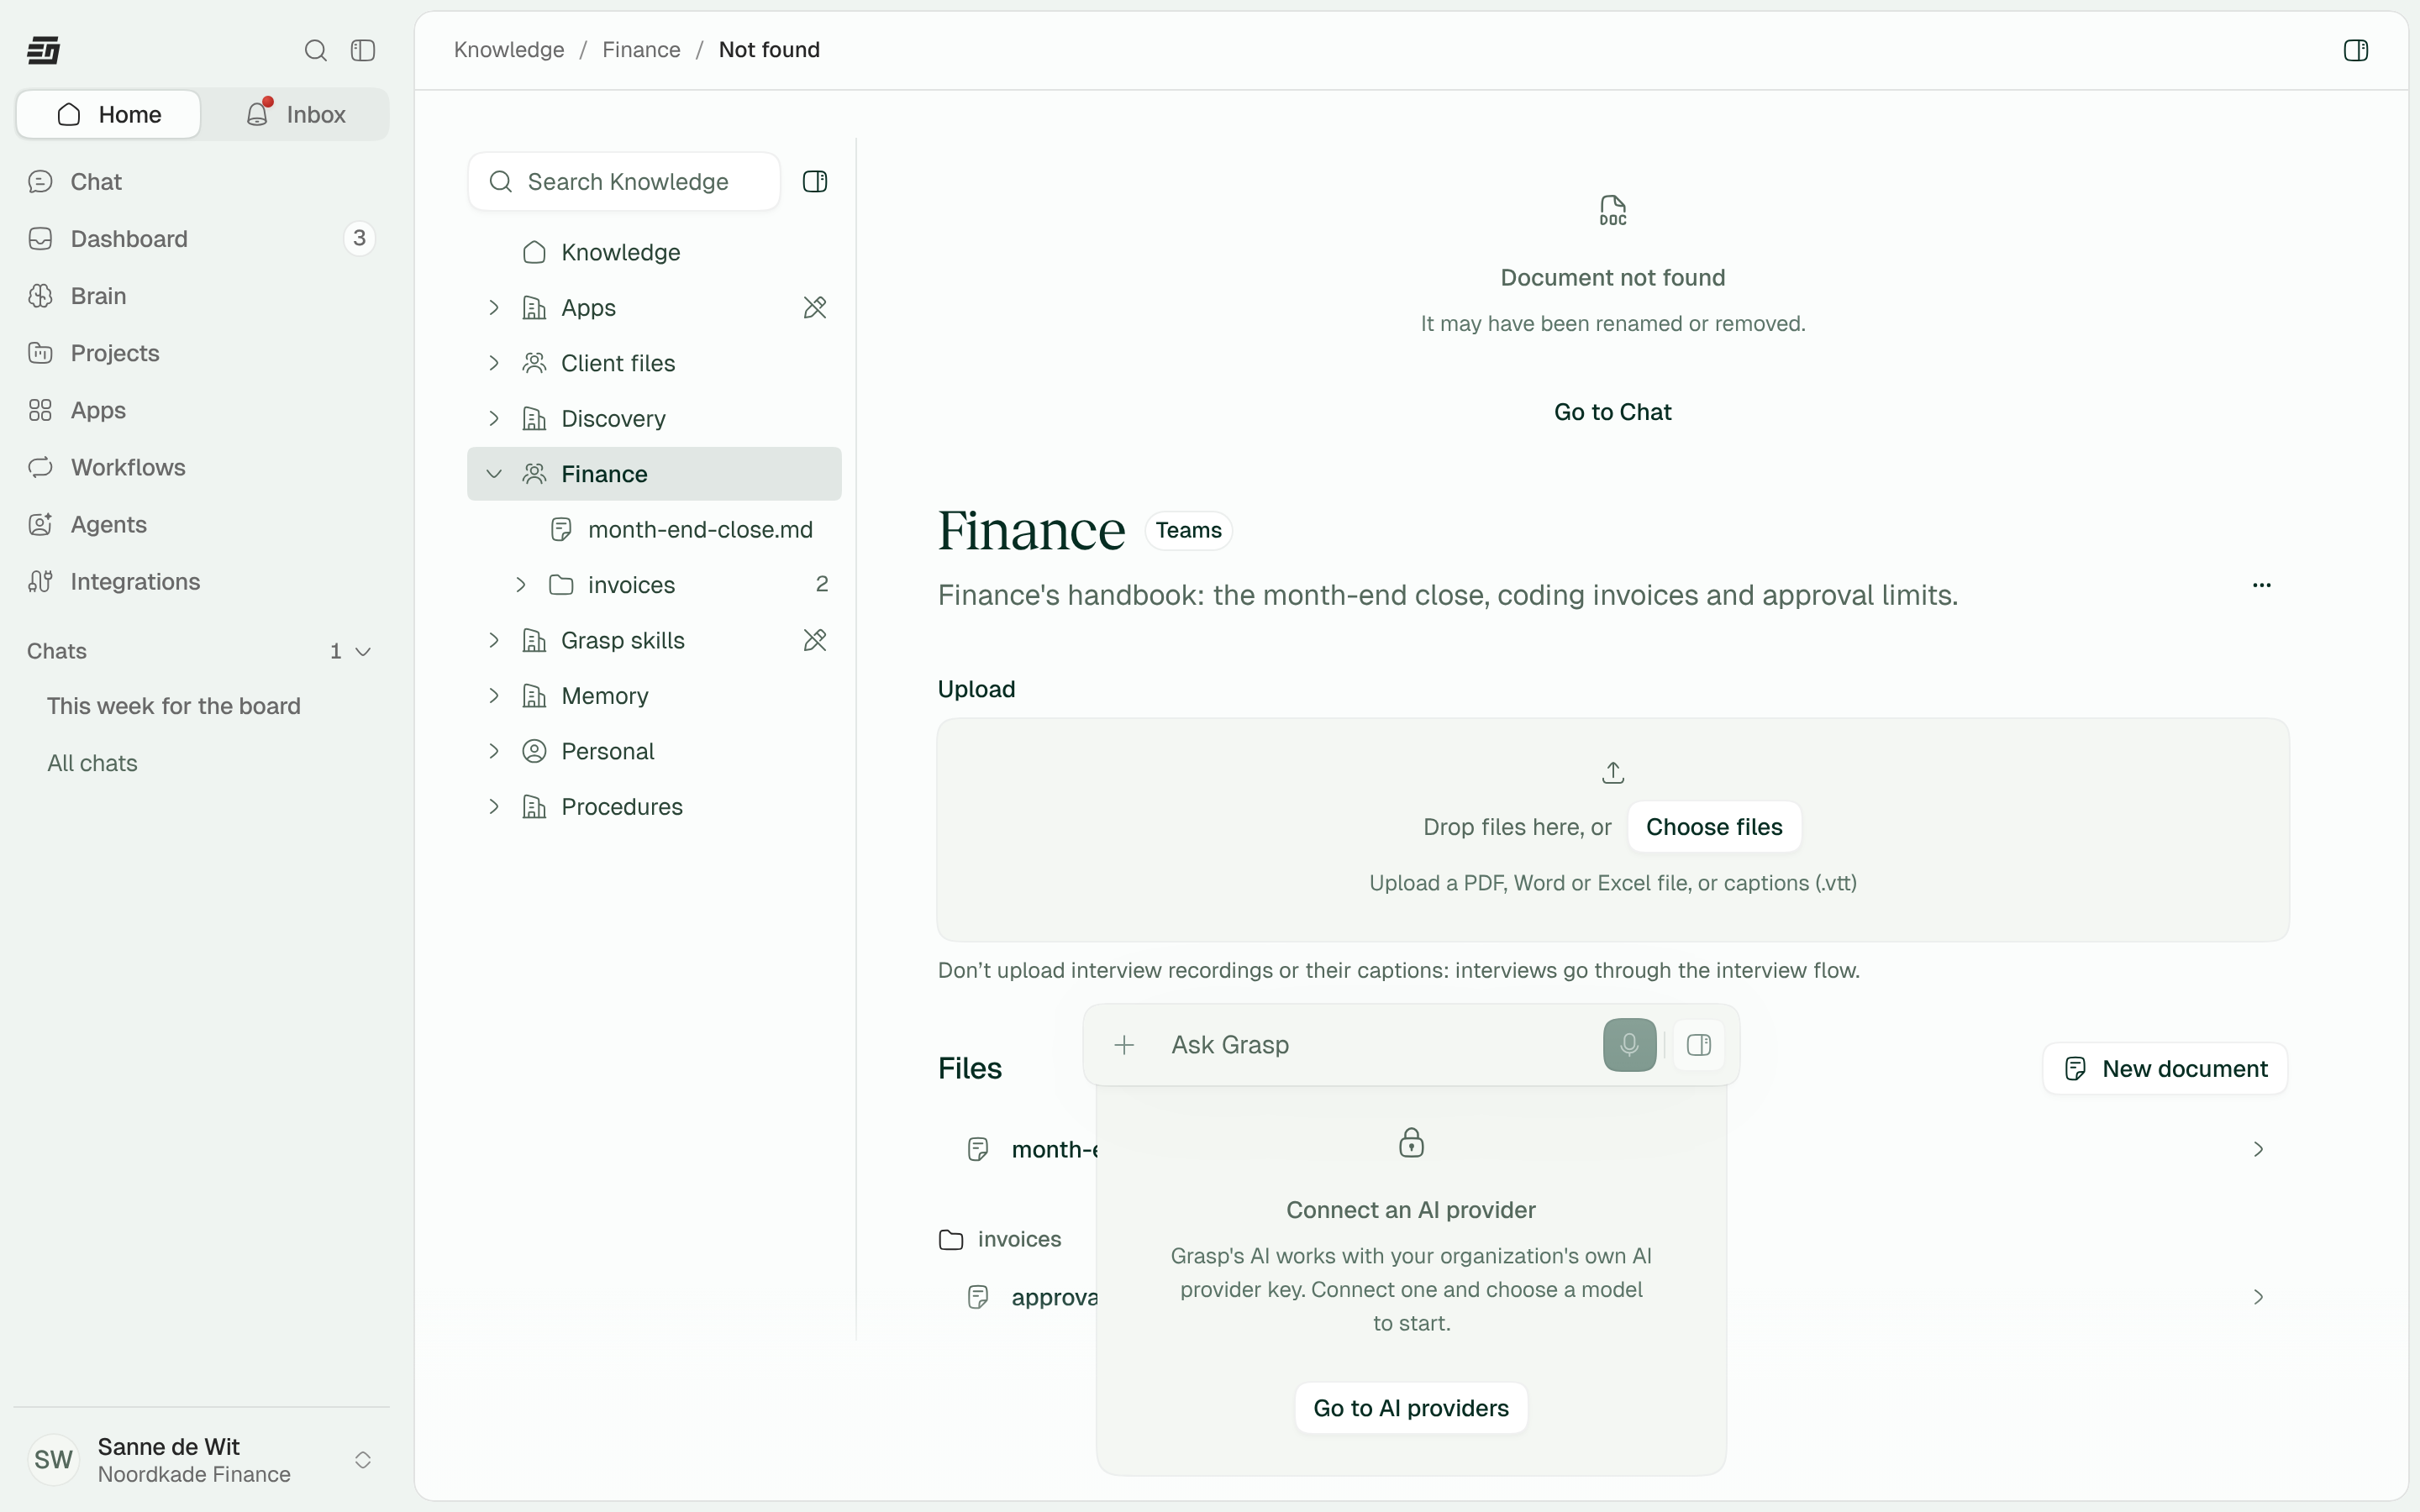 Knowledge / Finance / Not found
Home
Inbox
Chat
Dashboard 3
Brain
Projects
Apps
Workflows
Agents
Integrations
Chats 1
This week for the board
All chats
SW
Sanne de Wit
Noordkade Finance
Search Knowledge
Knowledge
Apps
Client files
Discovery
Finance
month-end-close.md
invoices 2
Grasp skills
Memory
Personal
Procedures
DOC
Document not found
It may have been renamed or removed.
Go to Chat
Finance Teams
Finance's handbook: the month-end close, coding invoices and approval limits.
Upload
Drop files here, or Choose files
Upload a PDF, Word or Excel file, or captions (.vtt)
Don’t upload interview recordings or their captions: interviews go through the interview flow.
Files
New document
month-e
invoices
approva
Ask Grasp
Connect an AI provider
Grasp's AI works with your organization's own AI
provider key. Connect one and choose a model
to start.
Go to AI providers